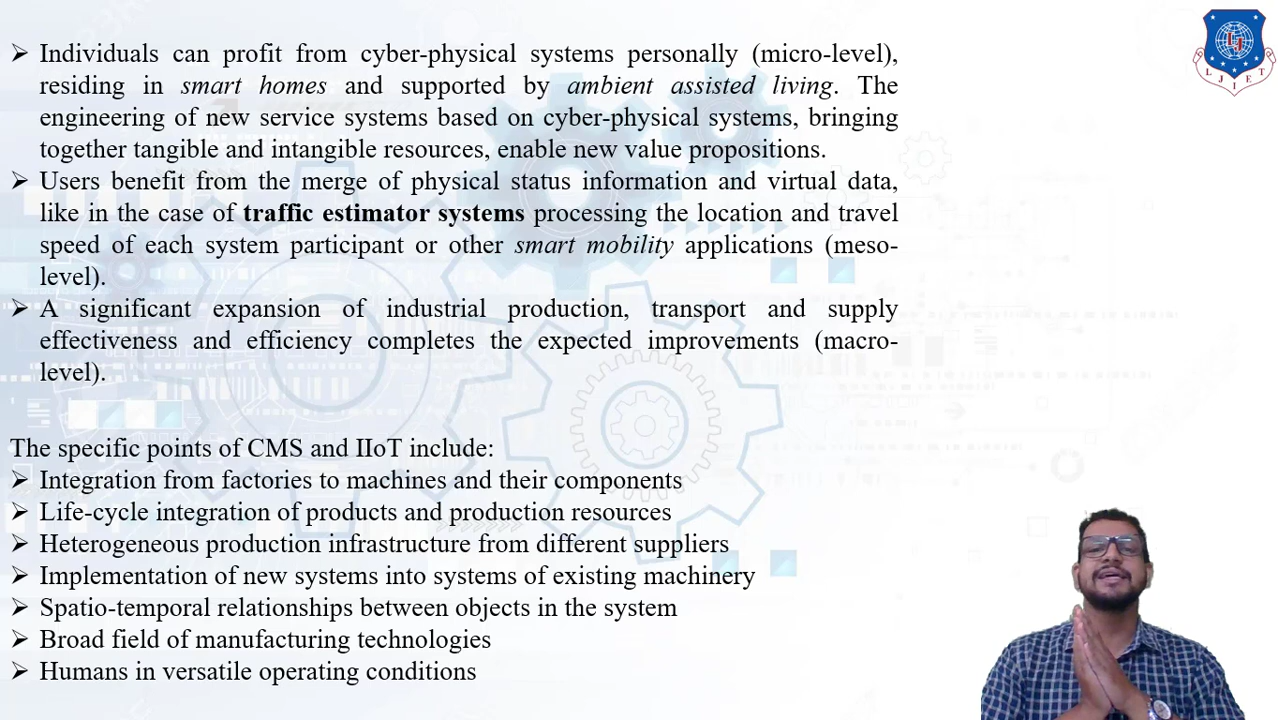 ➢ Individuals can profit from cyber-physical systems personally (micro-level),
residing in smart homes and supported by ambient assisted living. The
engineering of new service systems based on cyber-physical systems, bringing
together tangible and intangible resources, enable new value propositions.
➢ Users benefit from the merge of physical status information and virtual data,
like in the case of traffic estimator systems processing the location and travel
speed of each system participant or other smart mobility applications (meso-
level).
➢ A significant expansion of industrial production, transport and supply
effectiveness and efficiency completes the expected improvements (macro-
level).
The specific points of CMS and IIoT include:
➢ Integration from factories to machines and their components
➢ Life-cycle integration of products and production resources
➢ Heterogeneous production infrastructure from different suppliers
➢ Implementation of new systems into systems of existing machinery
➢ Spatio-temporal relationships between objects in the system
➢ Broad field of manufacturing technologies
➢ Humans in versatile operating conditions
LJ
LJIET